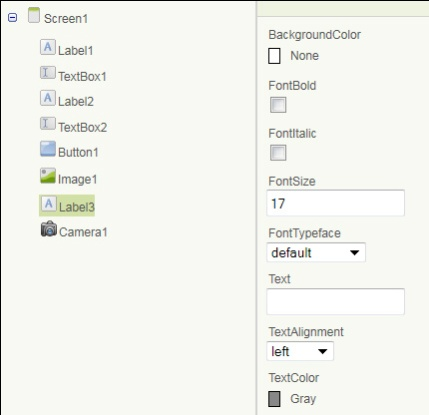 Screen1
Label1
TextBox1
Label2
TextBox2
Button1
Image1
Label3
Camera1
BackgroundColor
None
FontBold
FontItalic
FontSize
17
FontTypeface
default
Text
TextAlignment
left
TextColor
Gray